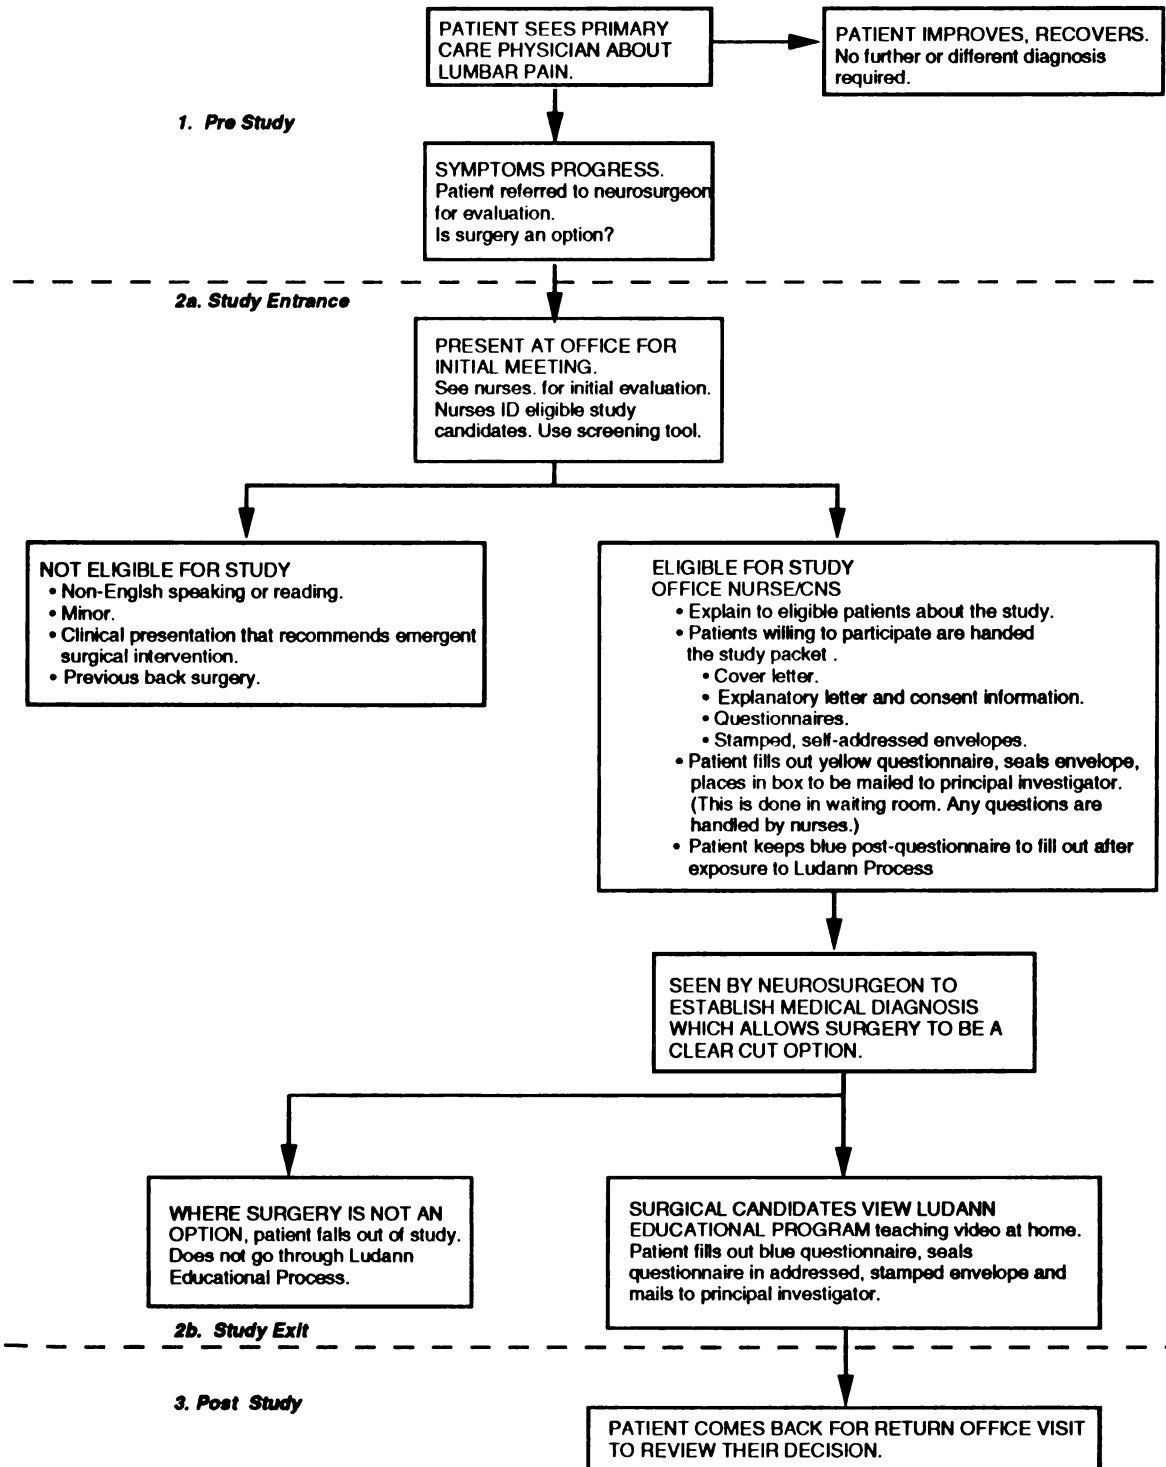 PATIENT SEES PRIMARY
CARE PHYSICIAN ABOUT
LUMBAR PAIN.
PATIENT IMPROVES, RECOVERS.
No further or different diagnosis
required.
1. Pre Study
SYMPTOMS PROGRESS.
Patient referred to neurosurgeon
for evaluation.
Is surgery an option?
2a. Study Entrance
PRESENT AT OFFICE FOR
INITIAL MEETING.
See nurses. for initial evaluation.
Nurses ID eligible study
candidates. Use screening tool.
NOT ELIGIBLE FOR STUDY
• Non-Englsh speaking or reading.
• Minor.
• Clinical presentation that recommends emergent
surgical intervention.
• Previous back surgery.
ELIGIBLE FOR STUDY
OFFICE NURSE/CNS
• Explain to eligible patients about the study.
• Patients willing to participate are handed
the study packet .
• Cover letter.
• Explanatory letter and consent information.
• Questionnaires.
• Stamped, self-addressed envelopes.
• Patient fills out yellow questionnaire, seals envelope,
places in box to be mailed to principal investigator.
(This is done in waiting room. Any questions are
handled by nurses.)
• Patient keeps blue post-questionnaire to fill out after
exposure to Ludann Process
SEEN BY NEUROSURGEON TO
ESTABLISH MEDICAL DIAGNOSIS
WHICH ALLOWS SURGERY TO BE A
CLEAR CUT OPTION.
WHERE SURGERY IS NOT AN
OPTION, patient falls out of study.
Does not go through Ludann
Educational Process.
SURGICAL CANDIDATES VIEW LUDANN
EDUCATIONAL PROGRAM teaching video at home.
Patient fills out blue questionnaire, seals
questionnaire in addressed, stamped envelope and
mails to principal investigator.
2b. Study Exit
3. Post Study
PATIENT COMES BACK FOR RETURN OFFICE VISIT
TO REVIEW THEIR DECISION.